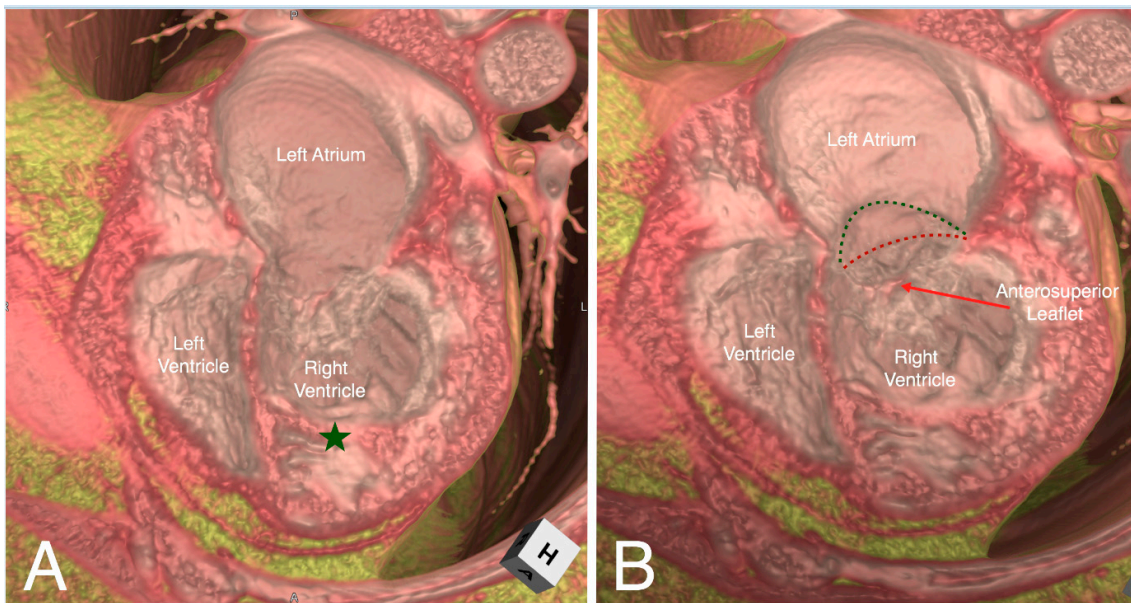 P
Left Atrium
Left
Ventricle
Right
Ventricle
L
A
A
H
A
Left Atrium
Anterosuperior
Leaflet
Left
Ventricle
Right
Ventricle
B